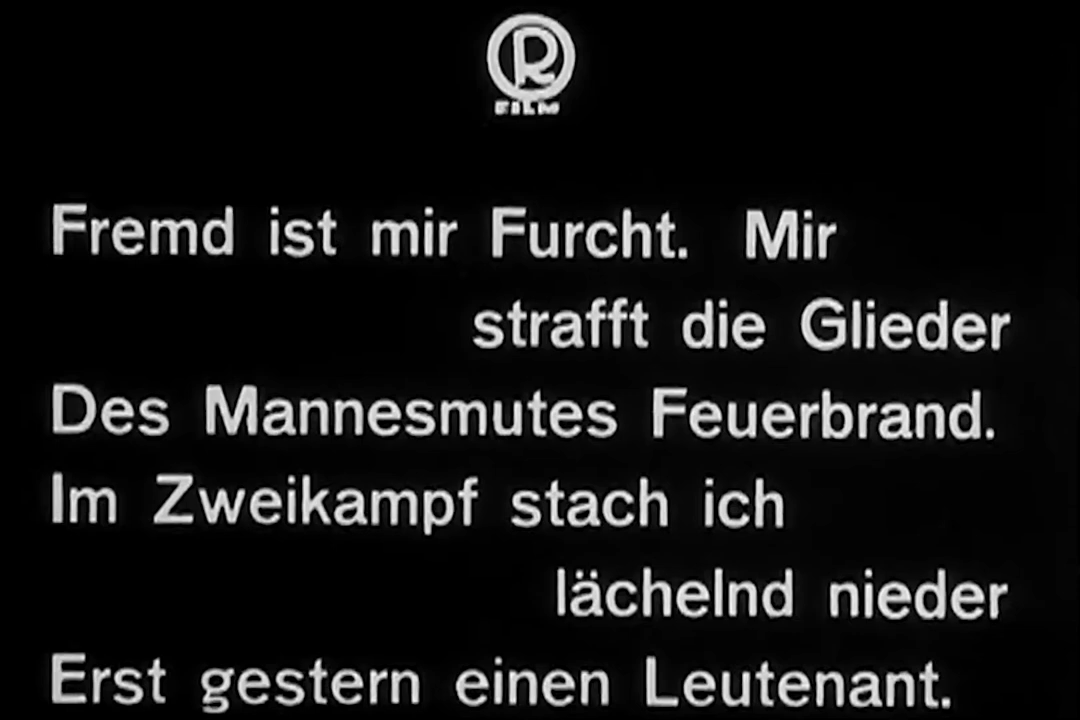 R
FILM
Fremd ist mir Furcht. Mir
strafft die Glieder
Des Mannesmutes Feuerbrand.
Im Zweikampf stach ich
lächelnd nieder
Erst gestern einen Leutenant.